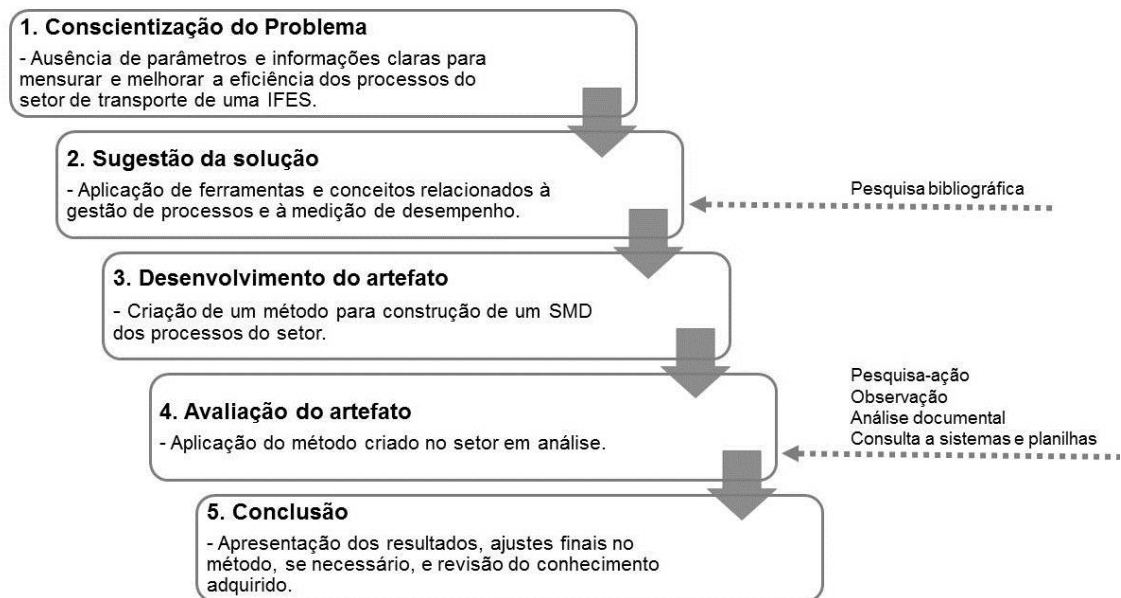 1. Conscientização do Problema
- Ausência de parâmetros e informações claras para
mensurar e melhorar a eficiência dos processos do
setor de transporte de uma IFES.
2. Sugestão da solução
- Aplicação de ferramentas e conceitos relacionados à
gestão de processos e à medição de desempenho.
Pesquisa bibliográfica
3. Desenvolvimento do artefato
- Criação de um método para construção de um SMD
dos processos do setor.
4. Avaliação do artefato
- Aplicação do método criado no setor em análise.
Pesquisa-ação
Observação
Análise documental
Consulta a sistemas e planilhas
5. Conclusão
- Apresentação dos resultados, ajustes finais no
método, se necessário, e revisão do conhecimento
adquirido.